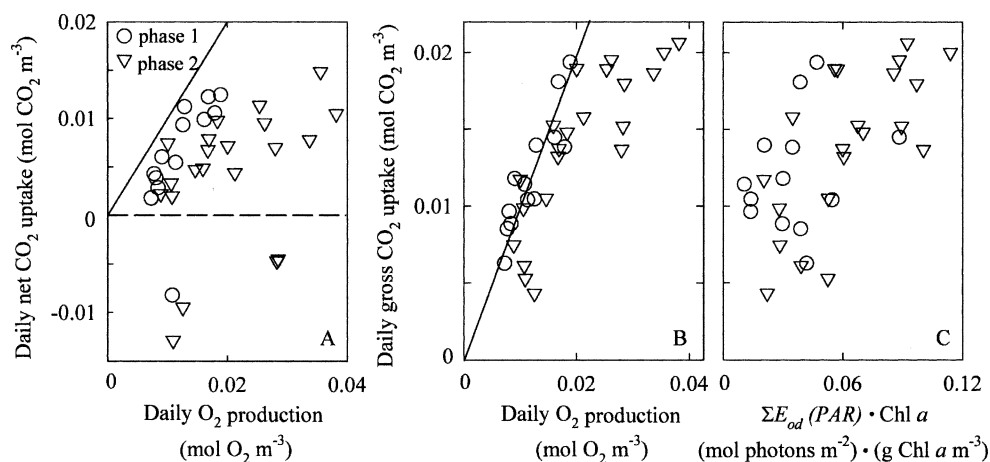 0.02
0.01
0
-0.01
Daily net CO2 uptake (mol CO2 m-3)
phase 1
phase 2
A
0
0.02
0.04
Daily O2 production
(mol O2 m-3)
0.02
0.01
0
Daily gross CO2 uptake (mol CO2 m-3)
B
0
0.02
0.04
Daily O2 production
(mol O2 m-3)
C
0
0.06
0.12
ΣEod (PAR) • Chl a
(mol photons m-2) • (g Chl a m-3)